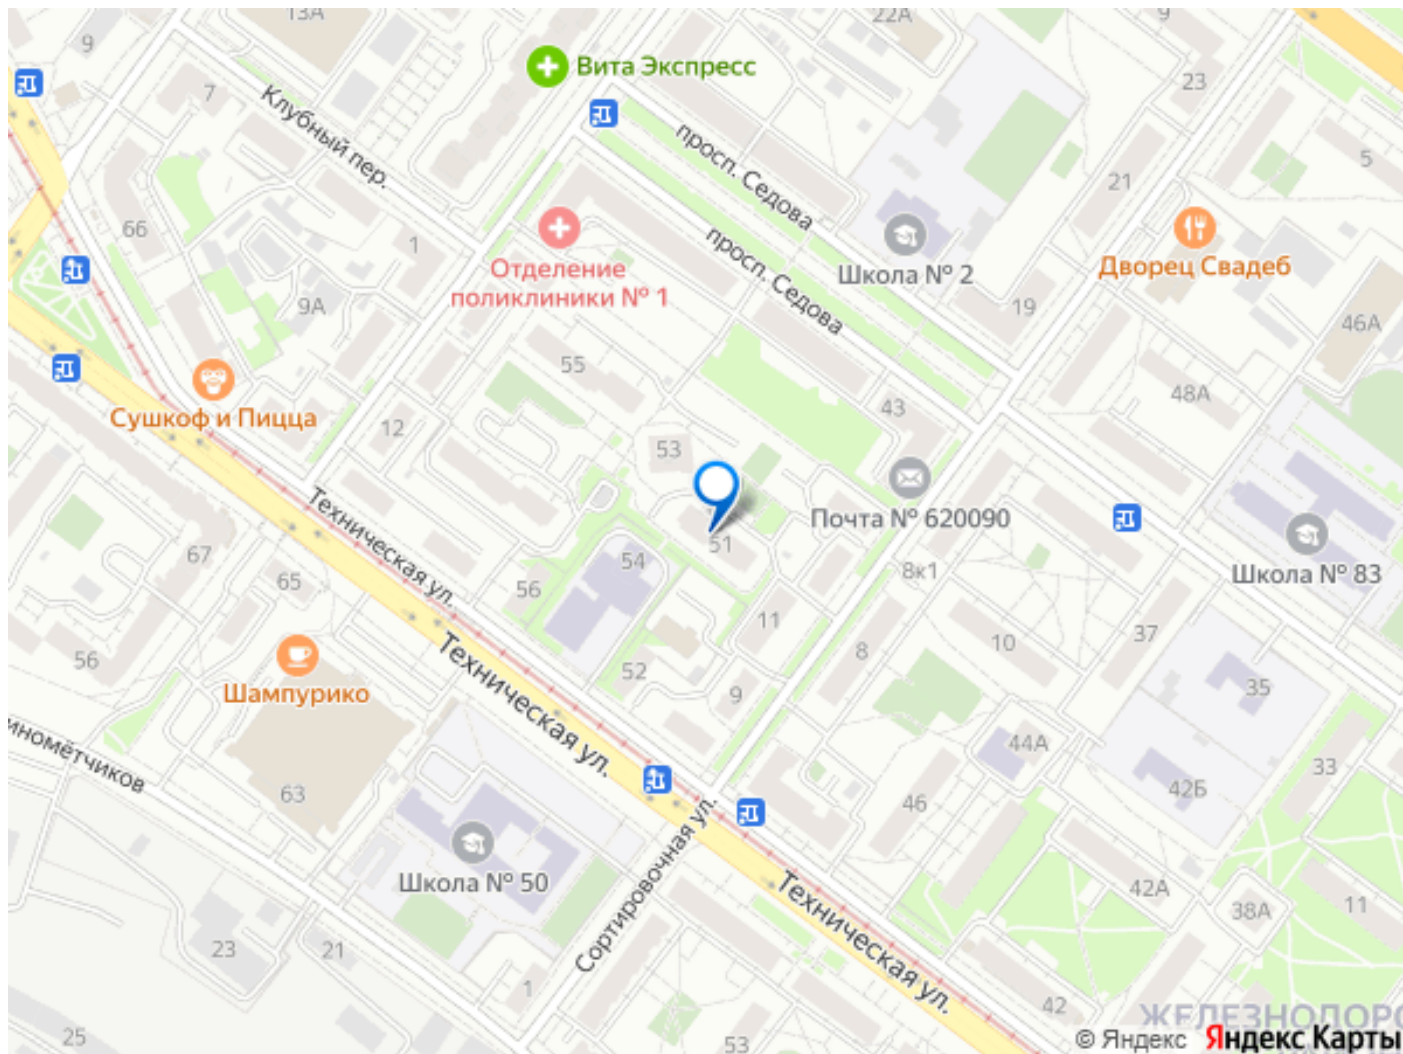 13А
22А
9
9
Вита Экспресс
23
7
Клубный пер.
просп. Седова
5
21
66
1
Отделение
поликлиники № 1
просп. Седова
Школа № 2
Дворец Свадеб
9А
19
46А
55
48А
43
Сушкоф и Пицца
12
53
Техническая ул.
Почта № 620090
51
67
65
54
56
8к1
Школа № 83
11
10
37
8
56
Шампурико
Техническая ул.
52
9
35
44А
инометчиков
63
46
42Б
33
Сортировочная ул.
Школа № 50
Техническая ул.
42А
38А
11
23
21
1
42
25
53
ЖЕЛЕЗНОДОРО
© Яндекс Яндекс Карты